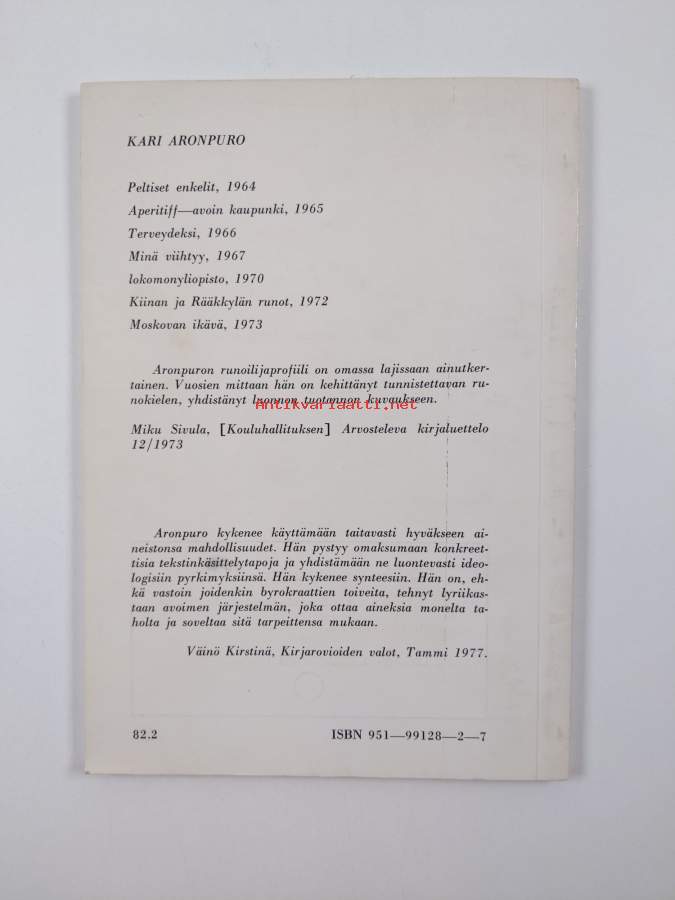 KARI ARONPURO
Peltiset enkelit, 1964
Aperitiff—avoin kaupunki, 1965
Terveydeksi, 1966
Minä viihtyy, 1967
lokomonyliopisto, 1970
Kiinan ja Rääkkylän runot, 1972
Moskovan ikävä, 1973
Aronpuron runoilijaprofiili on omassa lajissaan ainutker-
tainen. Vuosien mittaan hän on kehittänyt tunnistettavan ru-
nokielen, yhdistänyt luonnon tuotannon kuvaukseen.
Antikvariaatti.net
Miku Sivula, [Kouluhallituksen] Arvosteleva kirjaluettelo
12/1973
Aronpuro kykenee käyttämään taitavasti hyväkseen ai-
neistonsa mahdollisuudet. Hän pystyy omaksumaan konkreet-
tisia tekstinkäsittelytapoja ja yhdistämään ne luontevasti ideo-
logisiin pyrkimyksiinsä. Hän kykenee synteesiin. Hän on, eh-
kä vastoin joidenkin byrokraattien toiveita, tehnyt lyriikas-
taan avoimen järjestelmän, joka ottaa aineksia monelta ta-
holta ja soveltaa sitä tarpeittensa mukaan.
Väinö Kirstinä, Kirjarovioiden valot, Tammi 1977.
82.2 ISBN 951—99128—2—7